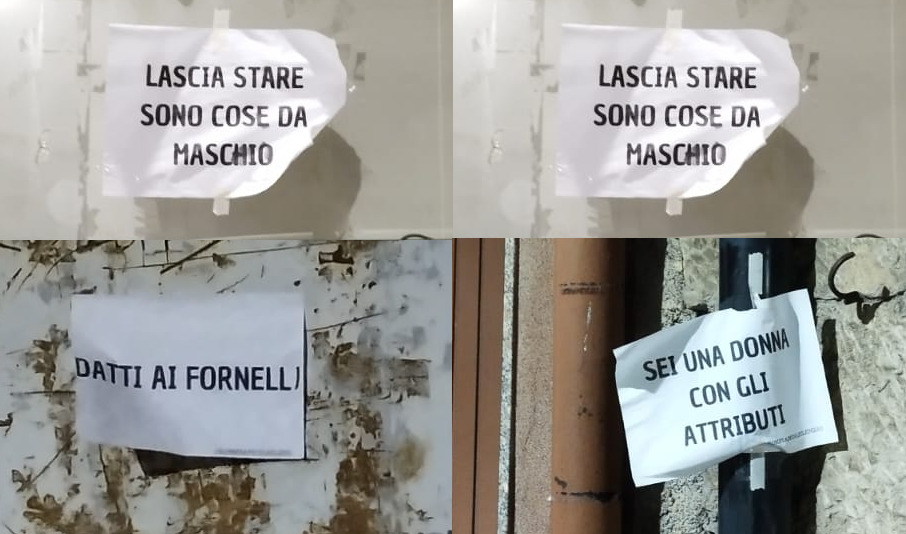 LASCIA STARE
SONO COSE DA
MASCHIO
LASCIA STARE
SONO COSE DA
MASCHIO
DATTI AI FORNELLI
SEI UNA DONNA
CON GLI
ATTRIBUTI